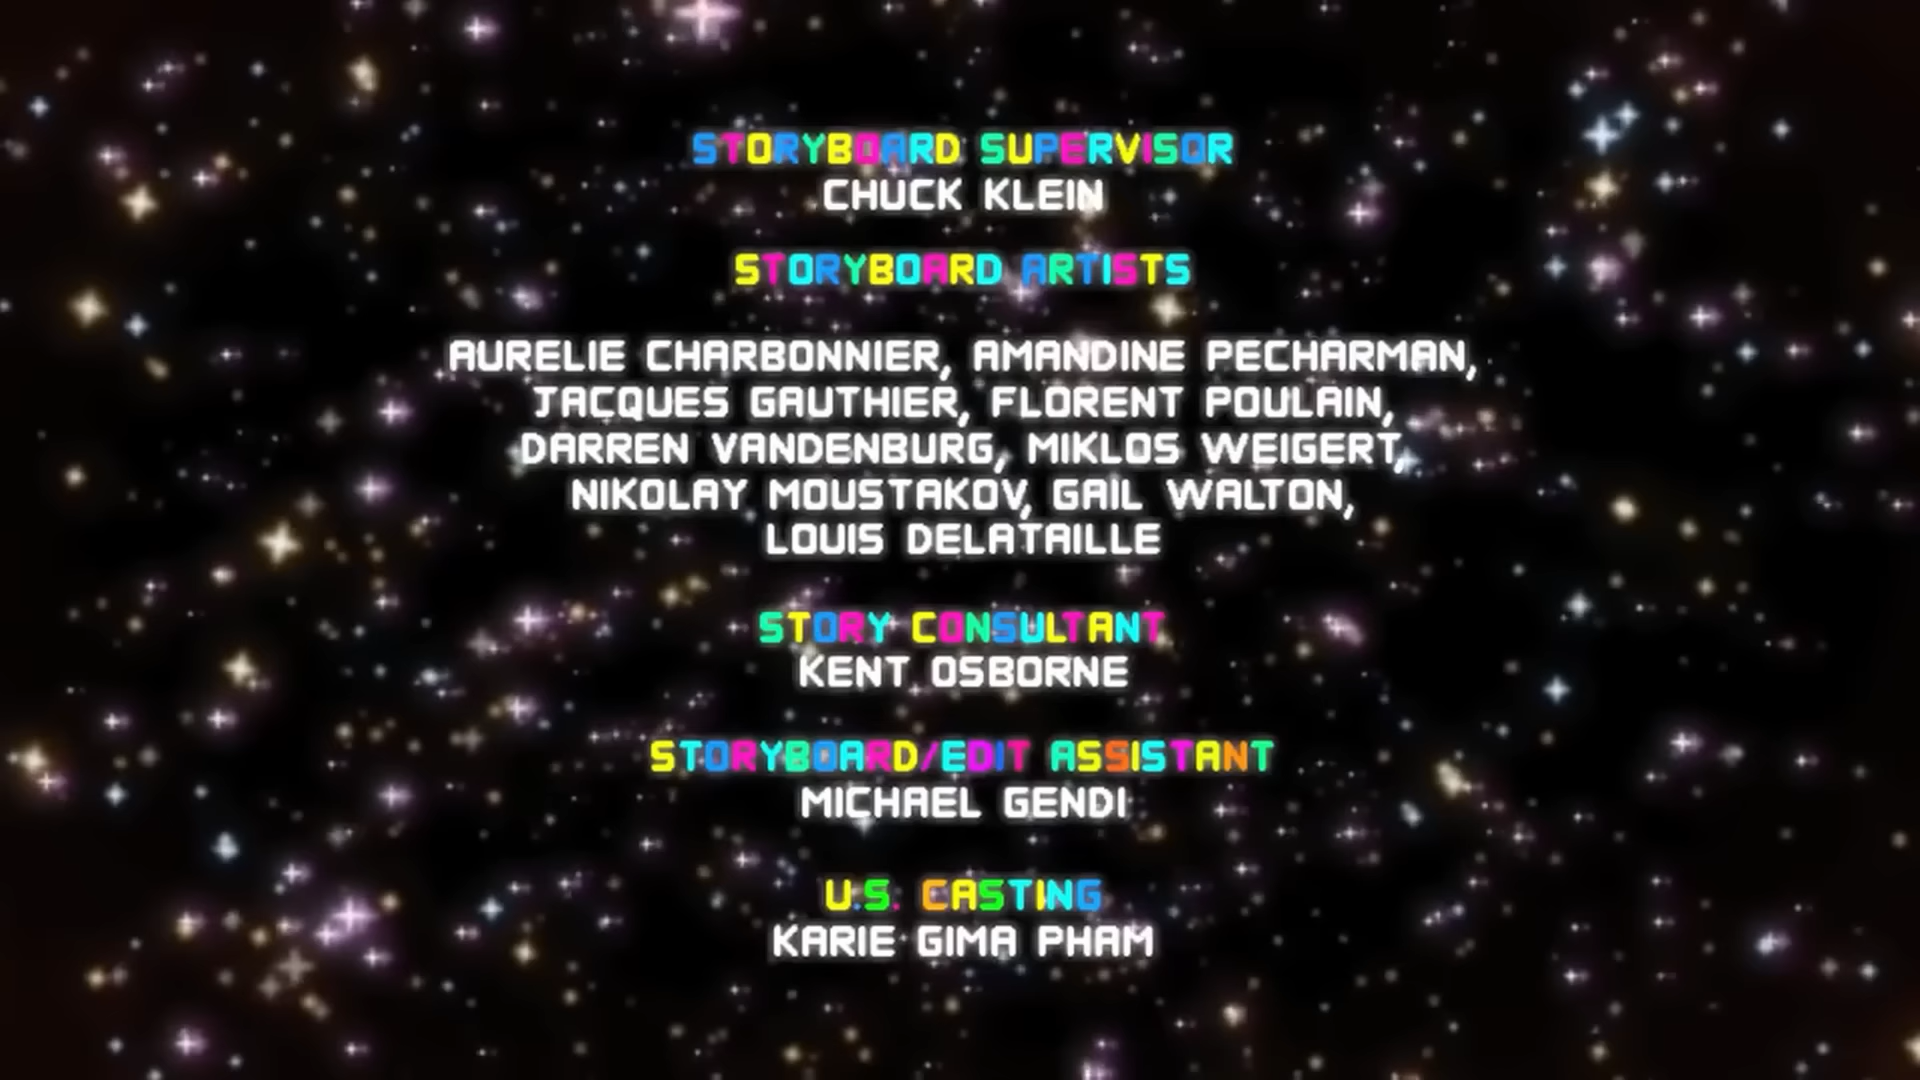 STORYBOARD SUPERVISOR
CHUCK KLEIN
STORYBOARD ARTISTS
AURELIE CHARBONNIER, AMANDINE PECHARMAN,
JACQUES GAUTHIER, FLORENT POULAIN,
DARREN VANDENBURG, MIKLOS WEIGERT,
NIKOLAY MOUSTAKOV, GAIL WALTON,
LOUIS DELATAILLE
STORY CONSULTANT
KENT OSBORNE
STORYBOARD/EDIT ASSISTANT
MICHAEL GENDI
U.S. CASTING
KARIE GIMA PHAM